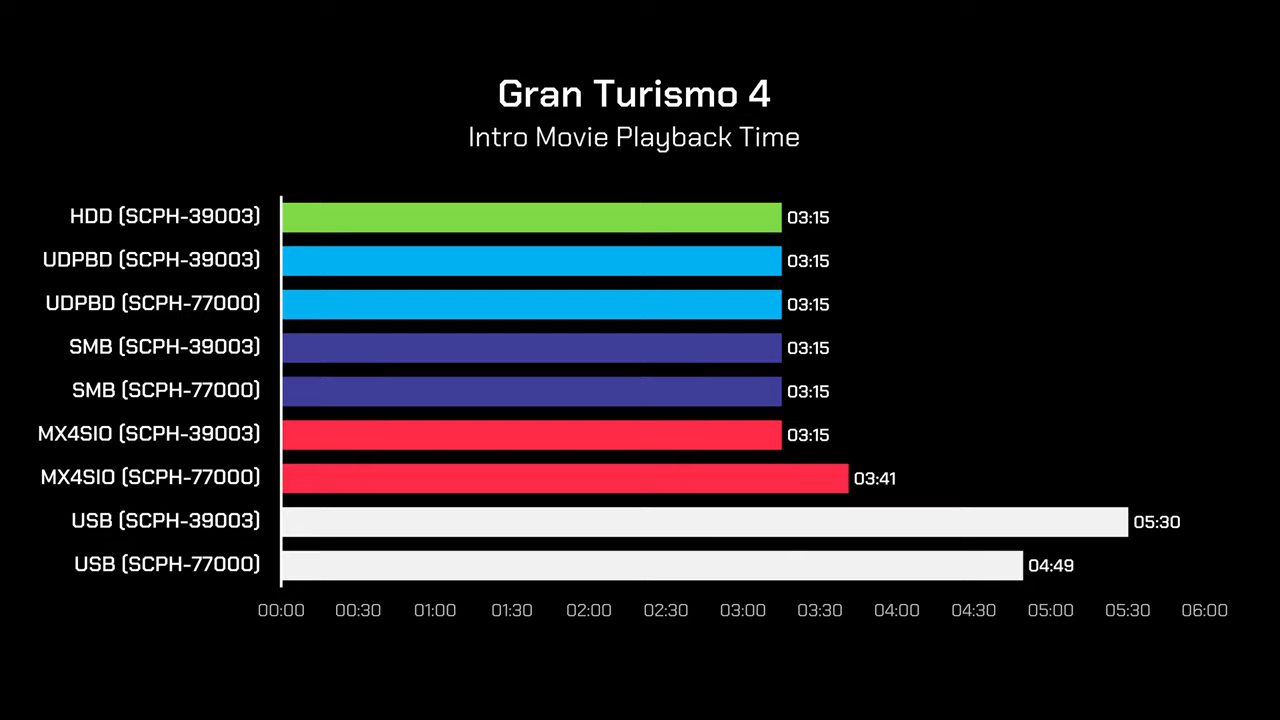 Gran Turismo 4
Intro Movie Playback Time
HDD (SCPH-39003) 03:15
UDPBD (SCPH-39003) 03:15
UDPBD (SCPH-77000) 03:15
SMB (SCPH-39003) 03:15
SMB (SCPH-77000) 03:15
MX4SIO (SCPH-39003) 03:15
MX4SIO (SCPH-77000) 03:41
USB (SCPH-39003) 05:30
USB (SCPH-77000) 04:49
00:00 00:30 01:00 01:30 02:00 02:30 03:00 03:30 04:00 04:30 05:00 05:30 06:00